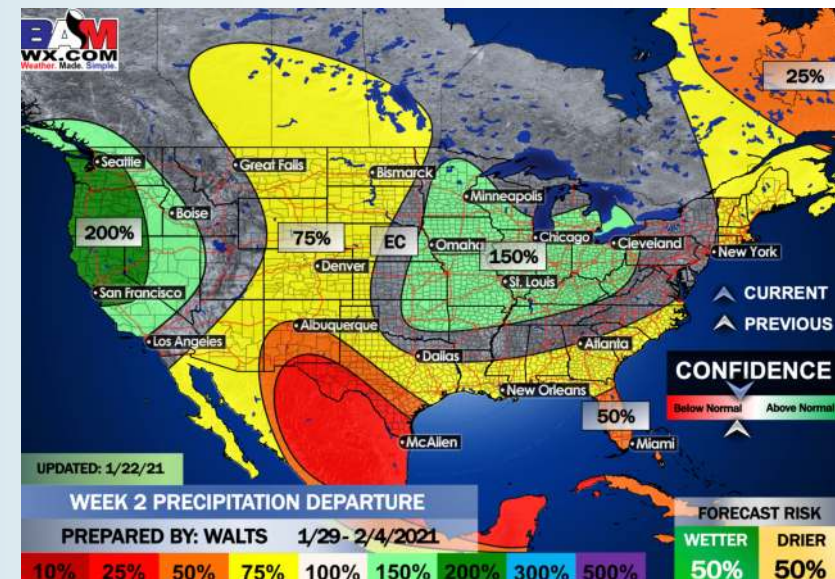 BAM
WX.COM
Weather. Made. Simple.
25%
Seattle
Great Falls
Bismarck
Minneapolis
Boise
200%
75%
EC
Omaha
Chicago
Cleveland
150%
New York
Denver
St. Louis
San Francisco
CURRENT
PREVIOUS
Albuquerque
Los Angeles
Dallas
Atlanta
CONFIDENCE
Below Normal Above Normal
New Orleans
50%
McAllen
Miami
UPDATED: 1/22/21
WEEK 2 PRECIPITATION DEPARTURE
PREPARED BY: WALTS 1/29- 2/4/2021
FORECAST RISK
WETTER DRIER
50% 50%
10% 25% 50% 75% 100% 150% 200% 300% 500%